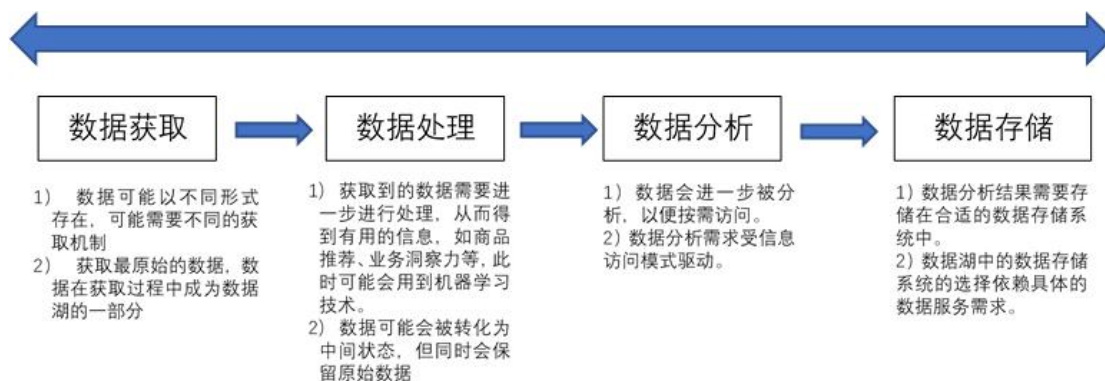 数据获取
数据处理
数据分析
数据存储
1） 数据可能以不同形式
存在，可能需要不同的获
取机制
2） 获取最原始的数据，数
据在获取过程中成为数据
湖的一部分
1） 获取到的数据需要进
一步进行处理，从而得
到有用的信息，如商品
推荐、业务洞察力等，此
时可能会用到机器学习
技术。
2） 数据可能会被转化为
中间状态，但同时会保
留原始数据
1）数据会进一步被分
析，以便按需访问。
2）数据分析需求受信息
访问模式驱动。
1）数据分析结果需要存
储在合适的数据存储系
统中。
2）数据湖中的数据存储
系统的选择依赖具体的
数据服务需求。